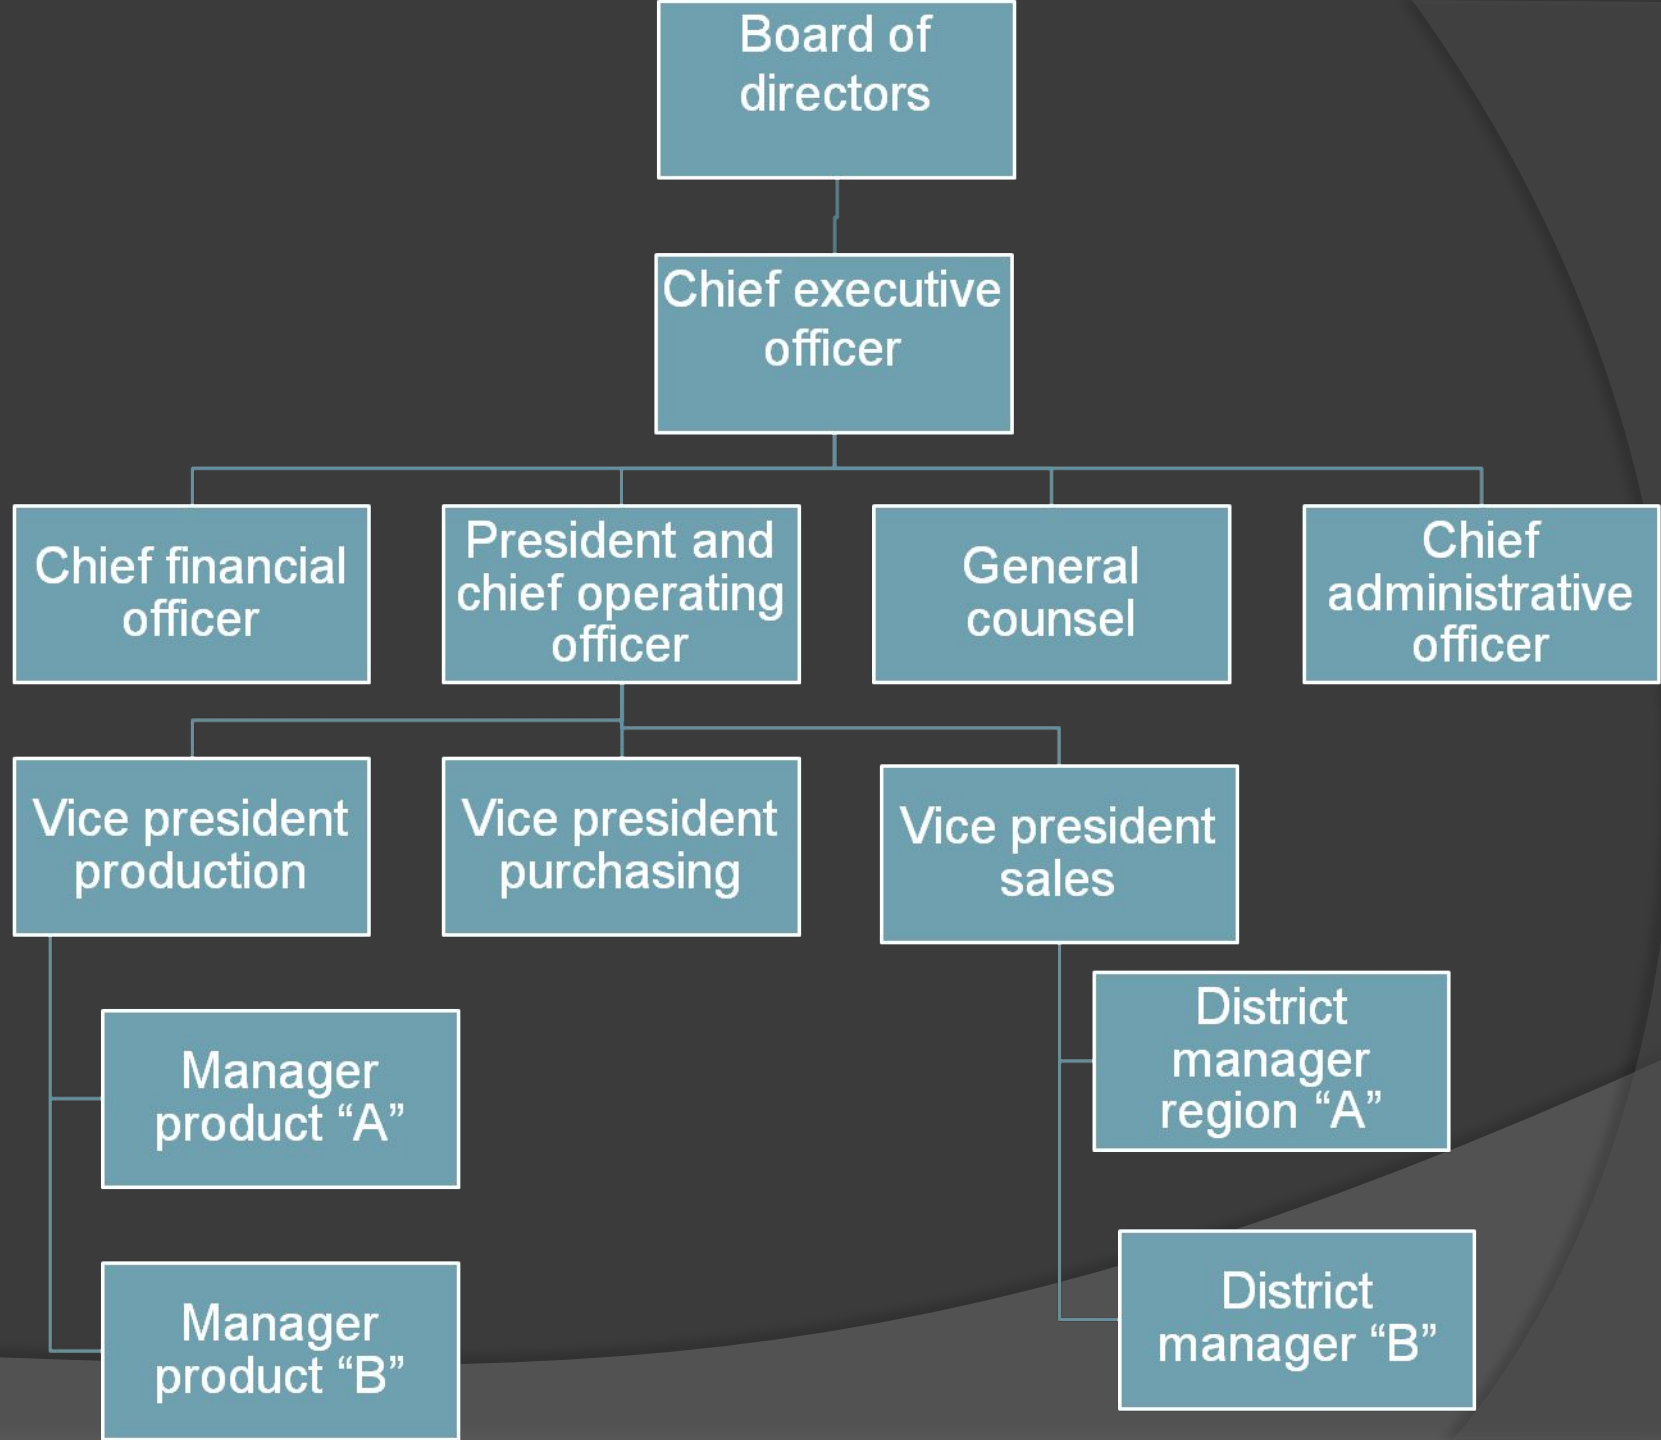 Board of
directors
Chief executive
officer
Chief financial
officer
President and
chief operating
officer
General
counsel
Chief
administrative
officer
Vice president
production
Vice president
purchasing
Vice president
sales
Manager
product “A”
District
manager
region “A”
Manager
product “B”
District
manager “B”